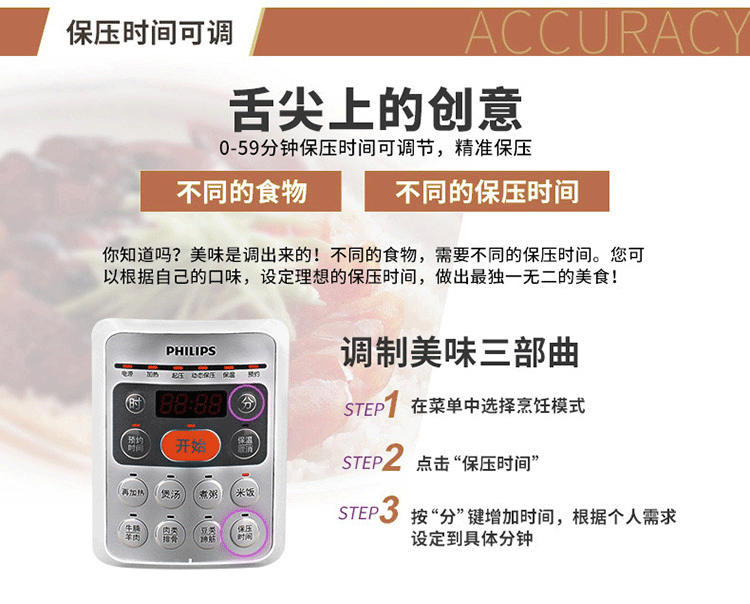 保压时间可调
ACCURACY
舌尖上的创意
0-59分钟保压时间可调节，精准保压
不同的食物
不同的保压时间
你知道吗？美味是调出来的！不同的食物，需要不同的保压时间。您可
以根据自己的口味，设定理想的保压时间，做出最独一无二的美食！
PHILIPS
电源 加热 起压 动态保压 保温 预约
时 88:88 分
预约
时间
开始
保温
取消
再加热 煲汤 煮粥 米饭
牛腩
羊肉
肉类
排骨
豆类
蹄筋
保压
时间
调制美味三部曲
STEP1 在菜单中选择烹饪模式
STEP2 点击“保压时间”
STEP3 按“分”键增加时间，根据个人需求
设定到具体分钟